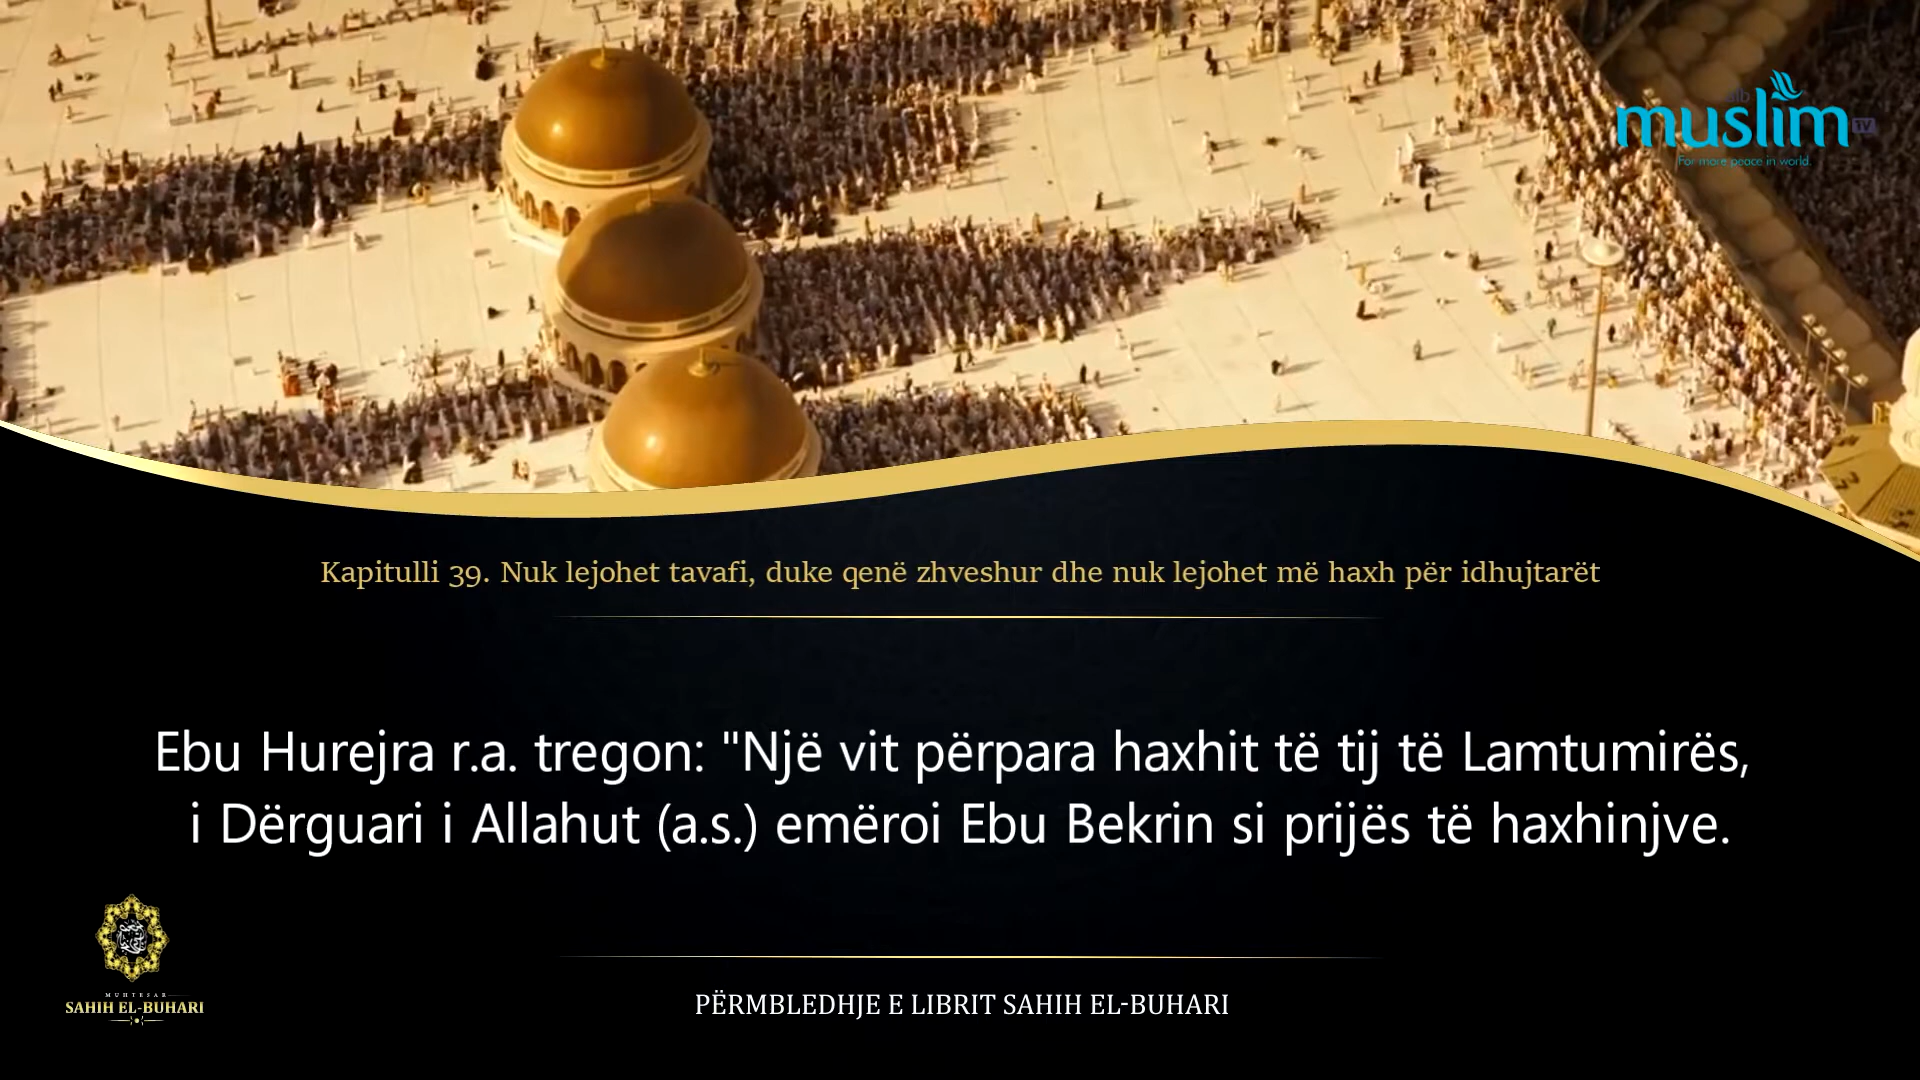 alb
muslim TV
For more peace in world.
Kapitulli 39. Nuk lejohet tavafi, duke qenë zhveshur dhe nuk lejohet më haxh për idhujtarët
Ebu Hurejra r.a. tregon: "Një vit përpara haxhit të tij të Lamtumirës,
i Dërguari i Allahut (a.s.) emëroi Ebu Bekrin si prijës të haxhinjve.
MUHTESAR
SAHIH EL-BUHARI
PËRMBLEDHJE E LIBRIT SAHIH EL-BUHARI